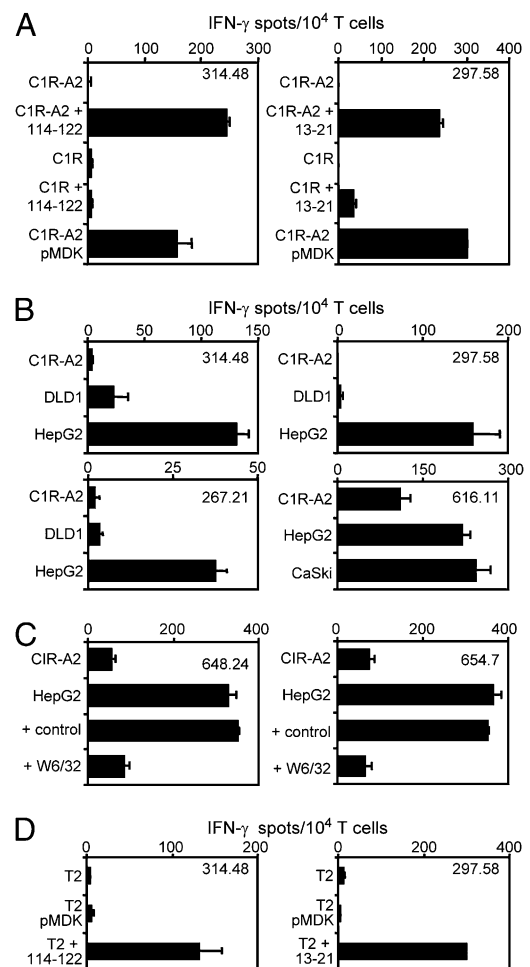 A
IFN-γ spots/10⁴ T cells
0 100 200 300
0 100 200 300 400
314.48
297.58
C1R-A2
C1R-A2 +
114-122
C1R
C1R +
114-122
C1R-A2
pMDK
C1R-A2
C1R-A2 +
13-21
C1R
C1R +
13-21
C1R-A2
pMDK
B
IFN-γ spots/10⁴ T cells
0 50 100 150
0 100 200
314.48
297.58
C1R-A2
DLD1
HepG2
C1R-A2
DLD1
HepG2
0 25 50
0 150 300
267.21
616.11
C1R-A2
DLD1
HepG2
C1R-A2
HepG2
CaSki
C
0 200 400
0 200 400
648.24
654.7
CIR-A2
HepG2
+ control
+ W6/32
CIR-A2
HepG2
+ control
+ W6/32
D
IFN-γ spots/10⁴ T cells
0 100 200
0 200 400
314.48
297.58
T2
T2
pMDK
T2 +
114-122
T2
T2
pMDK
T2 +
13-21